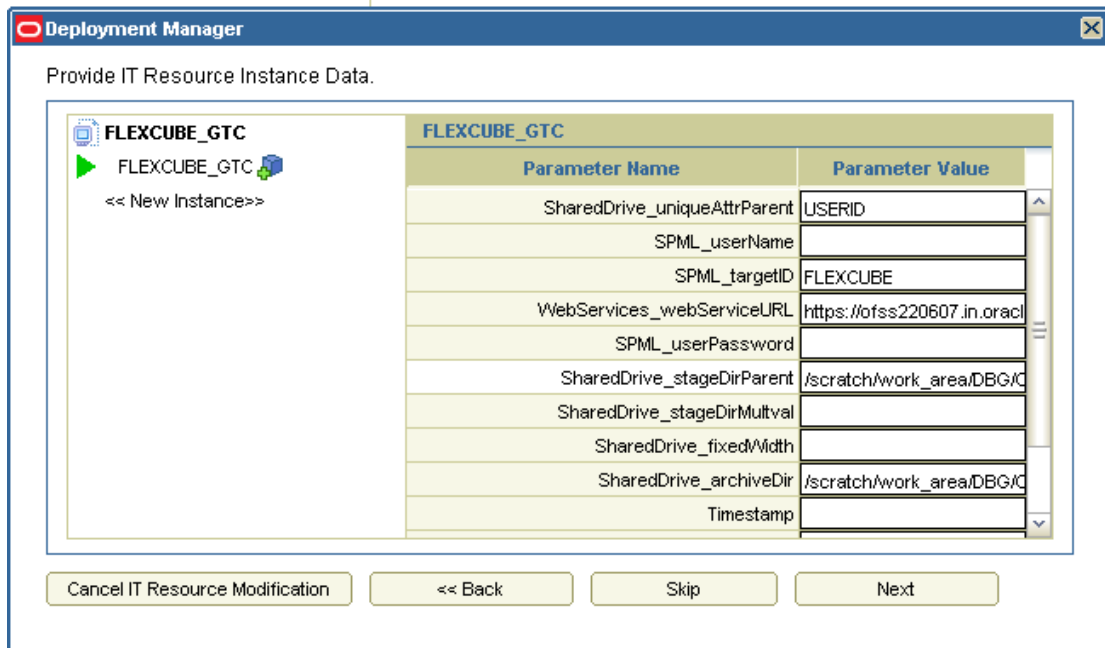 Deployment Manager
Provide IT Resource Instance Data.
FLEXCUBE_GTC
FLEXCUBE_GTC
<< New Instance>>
FLEXCUBE_GTC
Parameter Name Parameter Value
SharedDrive_uniqueAttrParent USERID
SPML_userName
SPML_targetID FLEXCUBE
WebServices_webServiceURL https://ofss220607.in.oracl
SPML_userPassword
SharedDrive_stageDirParent /scratch/work_area/DBG/
SharedDrive_stageDirMultval
SharedDrive_fixedWidth
SharedDrive_archiveDir /scratch/work_area/DBG/
Timestamp
Cancel IT Resource Modification << Back Skip Next